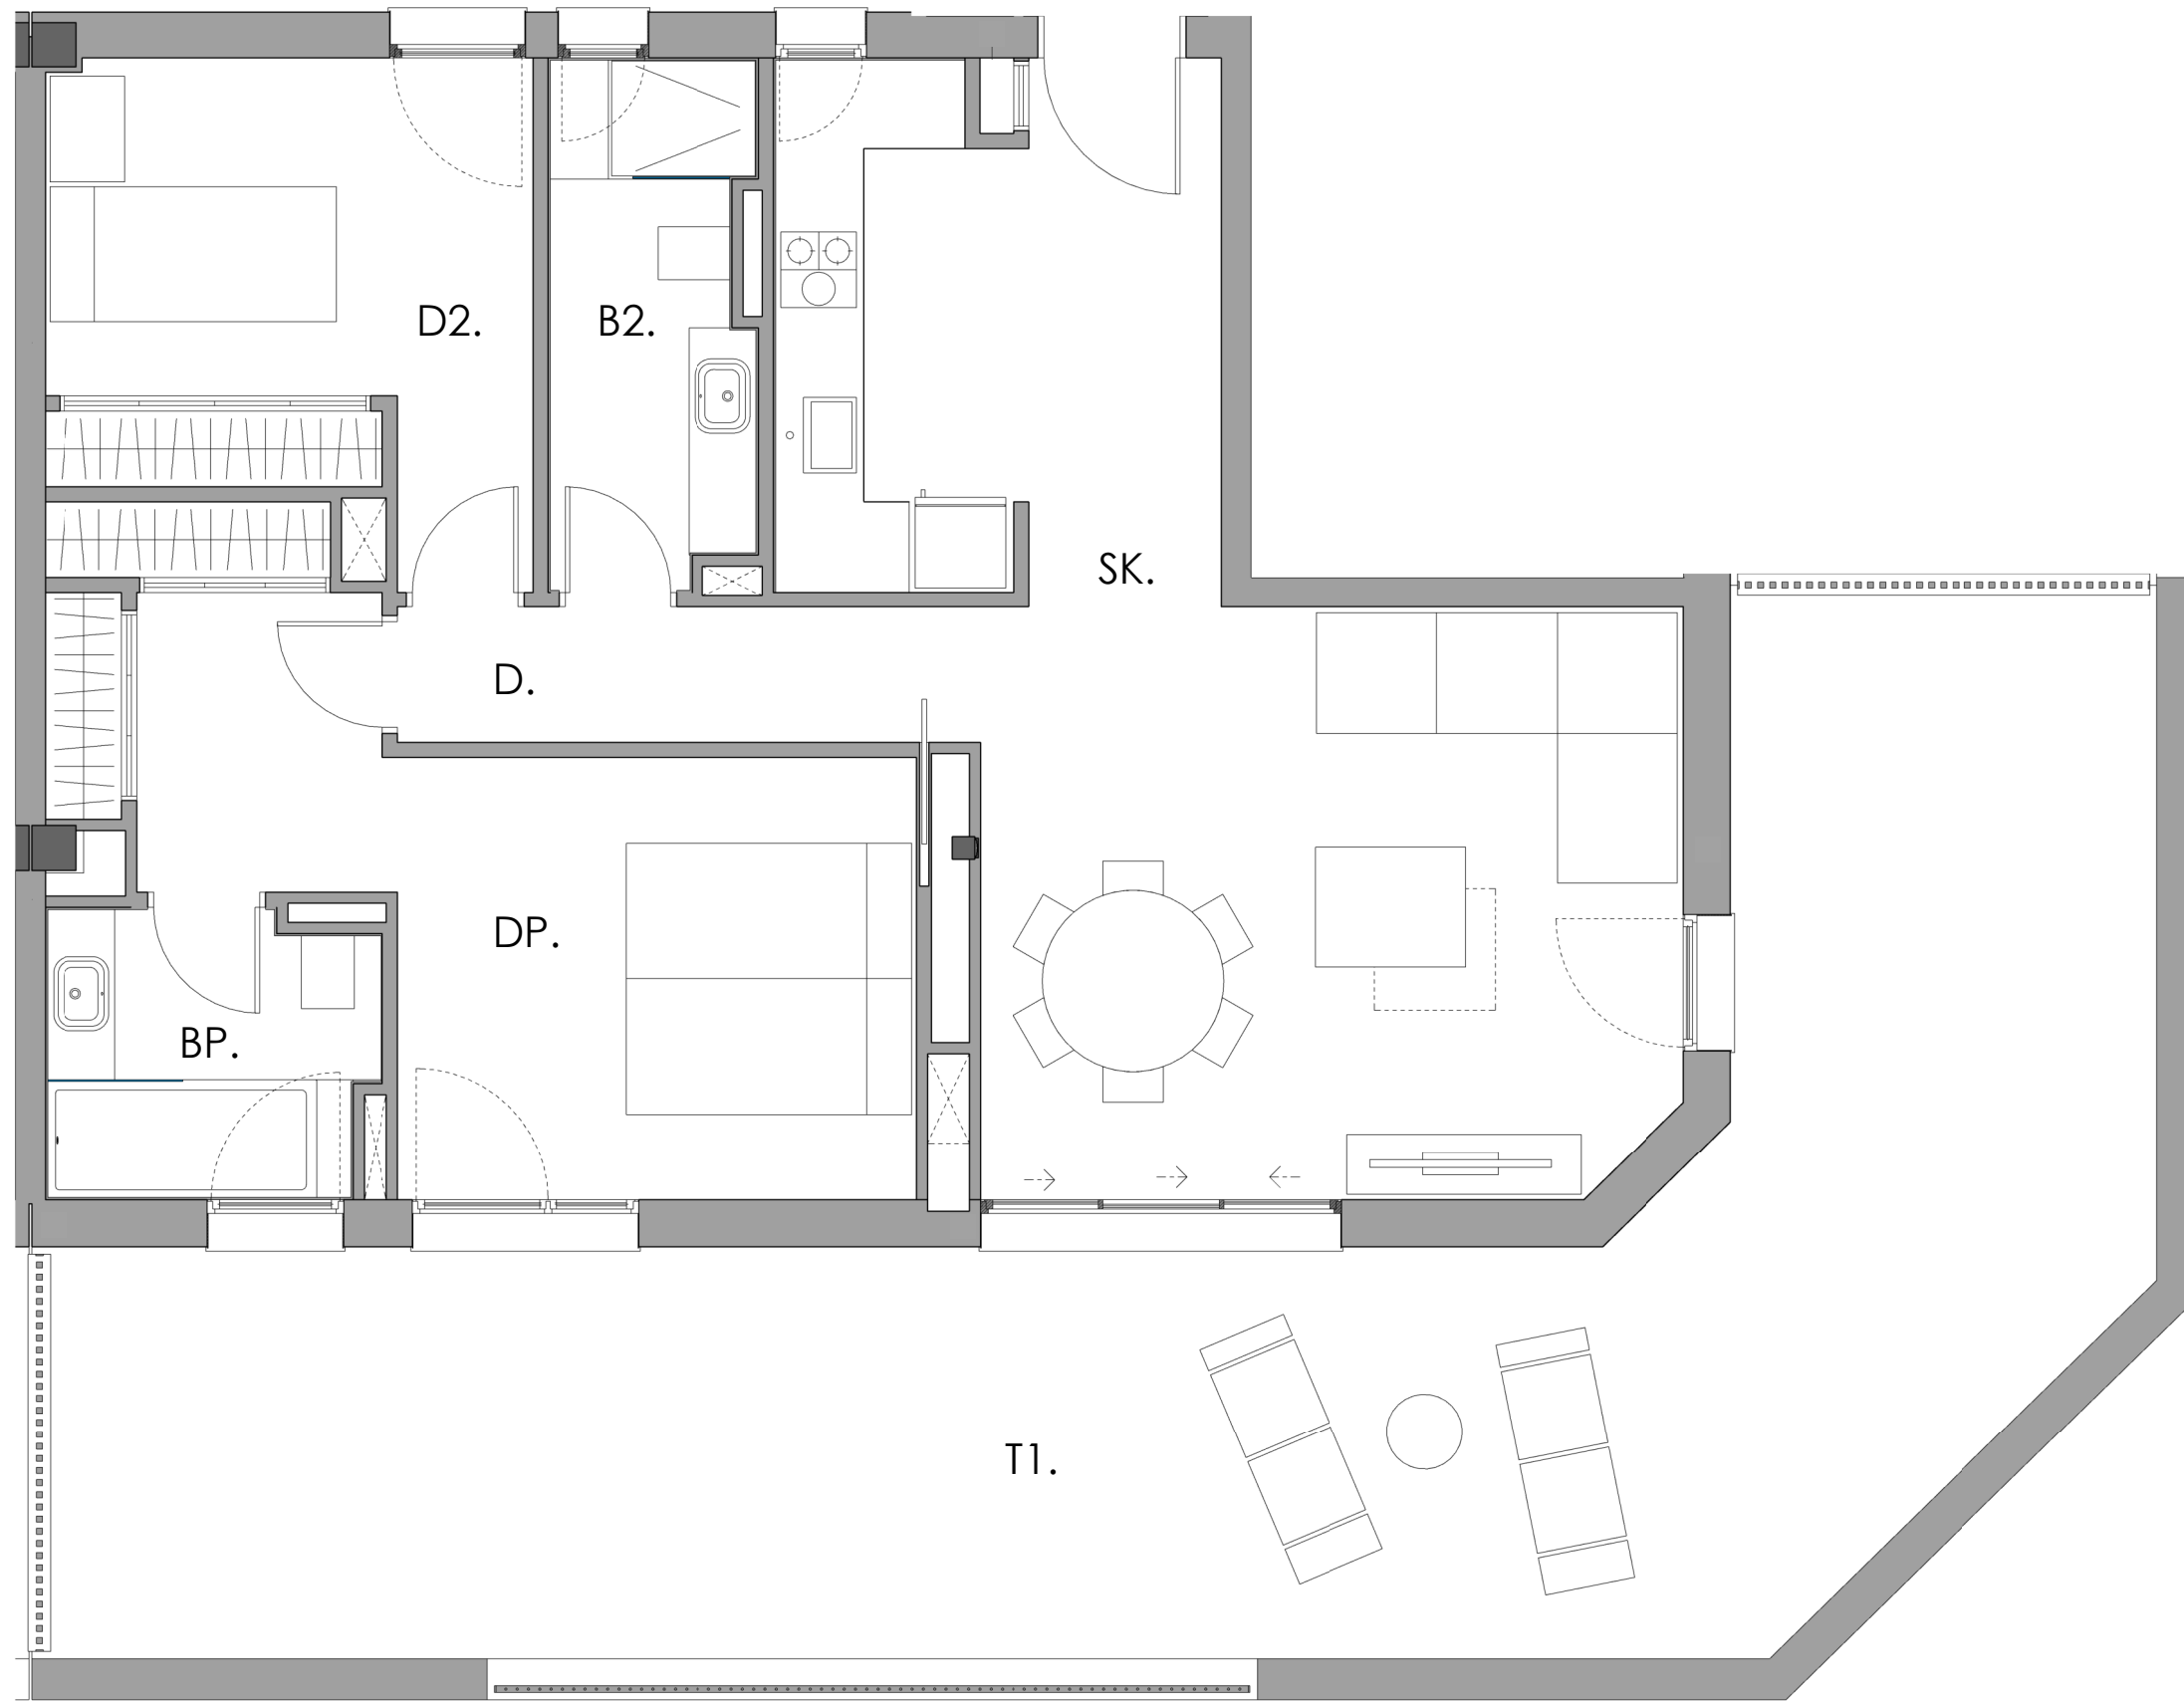 D2.
B2.
SK.
D.
DP.
BP.
T1.